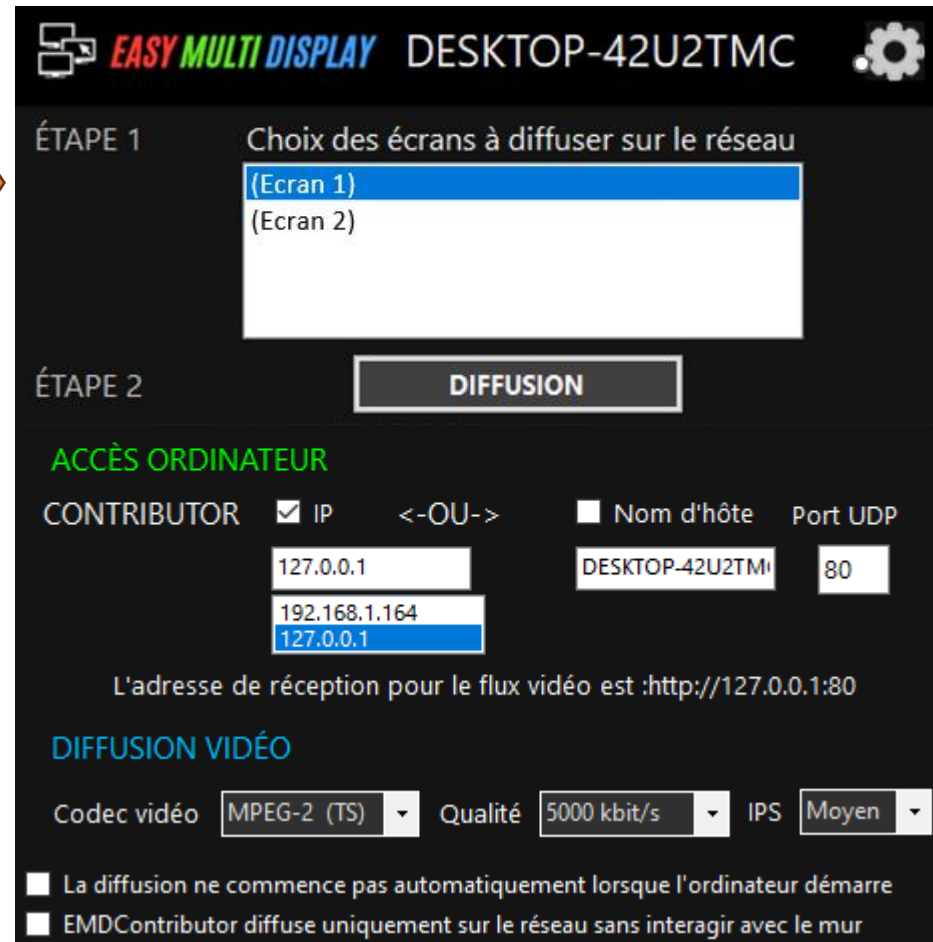 EASY MULTI DISPLAY DESKTOP-42U2TMC
ÉTAPE 1 Choix des écrans à diffuser sur le réseau
(Ecran 1)
(Ecran 2)
ÉTAPE 2 DIFFUSION
ACCÈS ORDINATEUR
CONTRIBUTOR IP <-OU-> Nom d'hôte Port UDP
127.0.0.1 DESKTOP-42U2TM 80
192.168.1.164
127.0.0.1
L'adresse de réception pour le flux vidéo est :http://127.0.0.1:80
DIFFUSION VIDÉO
Codec vidéo MPEG-2 (TS) Qualité 5000 kbit/s IPS Moyen
La diffusion ne commence pas automatiquement lorsque l'ordinateur démarre
EMDContributor diffuse uniquement sur le réseau sans interagir avec le mur